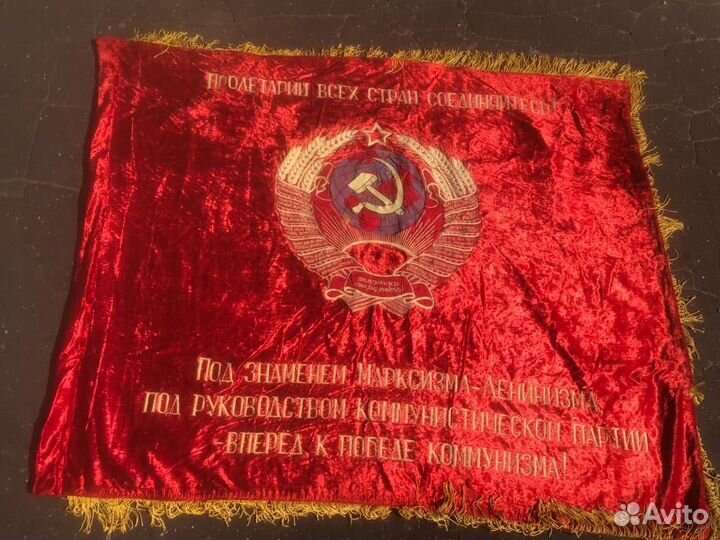 ПРОЛЕТАРИИ ВСЕХ СТРАН СОЕДИНЯЙТЕСЬ!
ПОД ЗНАМЕНЕМ МАРКСИЗМА-ЛЕНИНИЗМА,
ПОД РУКОВОДСТВОМ КОММУНИСТИЧЕСКОЙ ПАРТИИ
-ВПЕРЕД К ПОБЕДЕ КОММУНИЗМА!
Avito